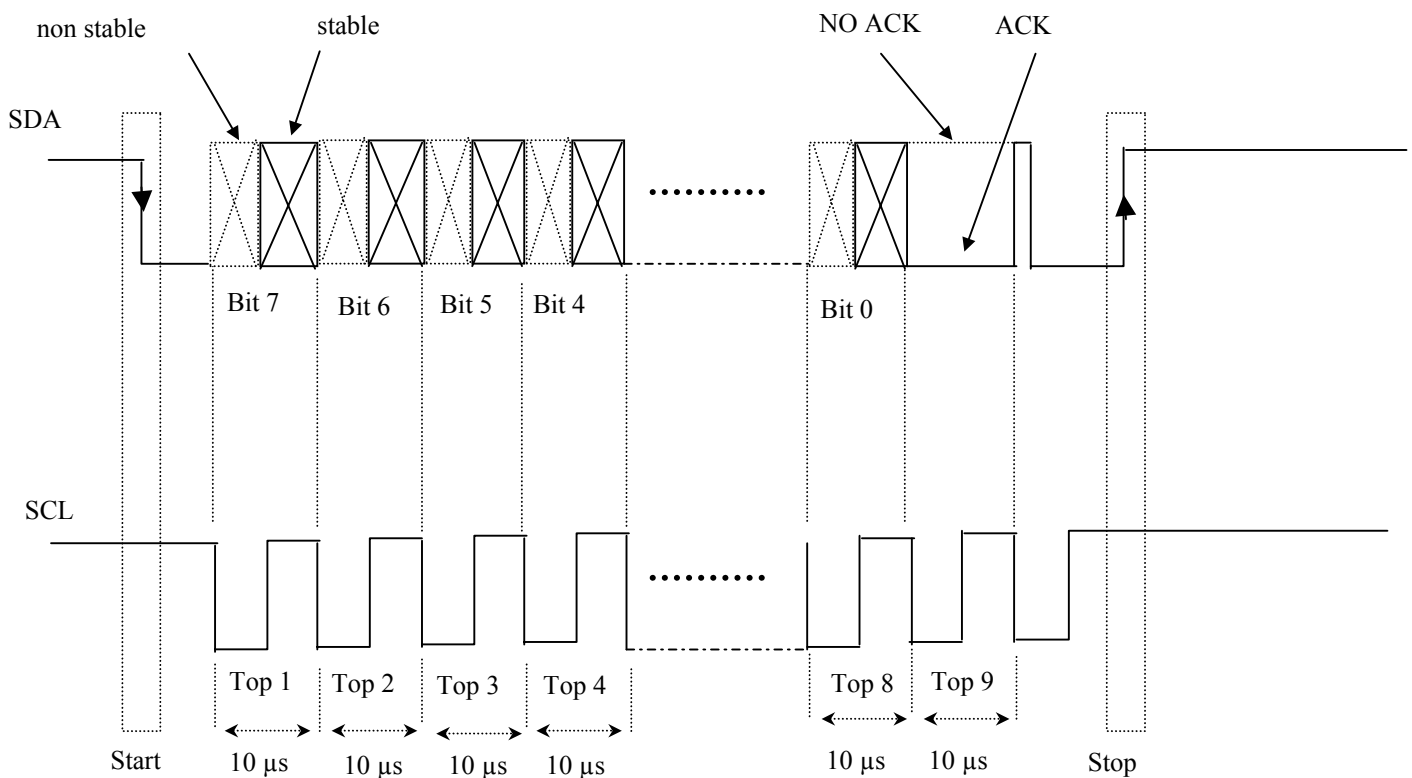 non stable stable NO ACK ACK
SDA
Bit 7 Bit 6 Bit 5 Bit 4 Bit 0
SCL
Top 1 Top 2 Top 3 Top 4 Top 8 Top 9
Start 10 µs 10 µs 10 µs 10 µs 10 µs 10 µs Stop